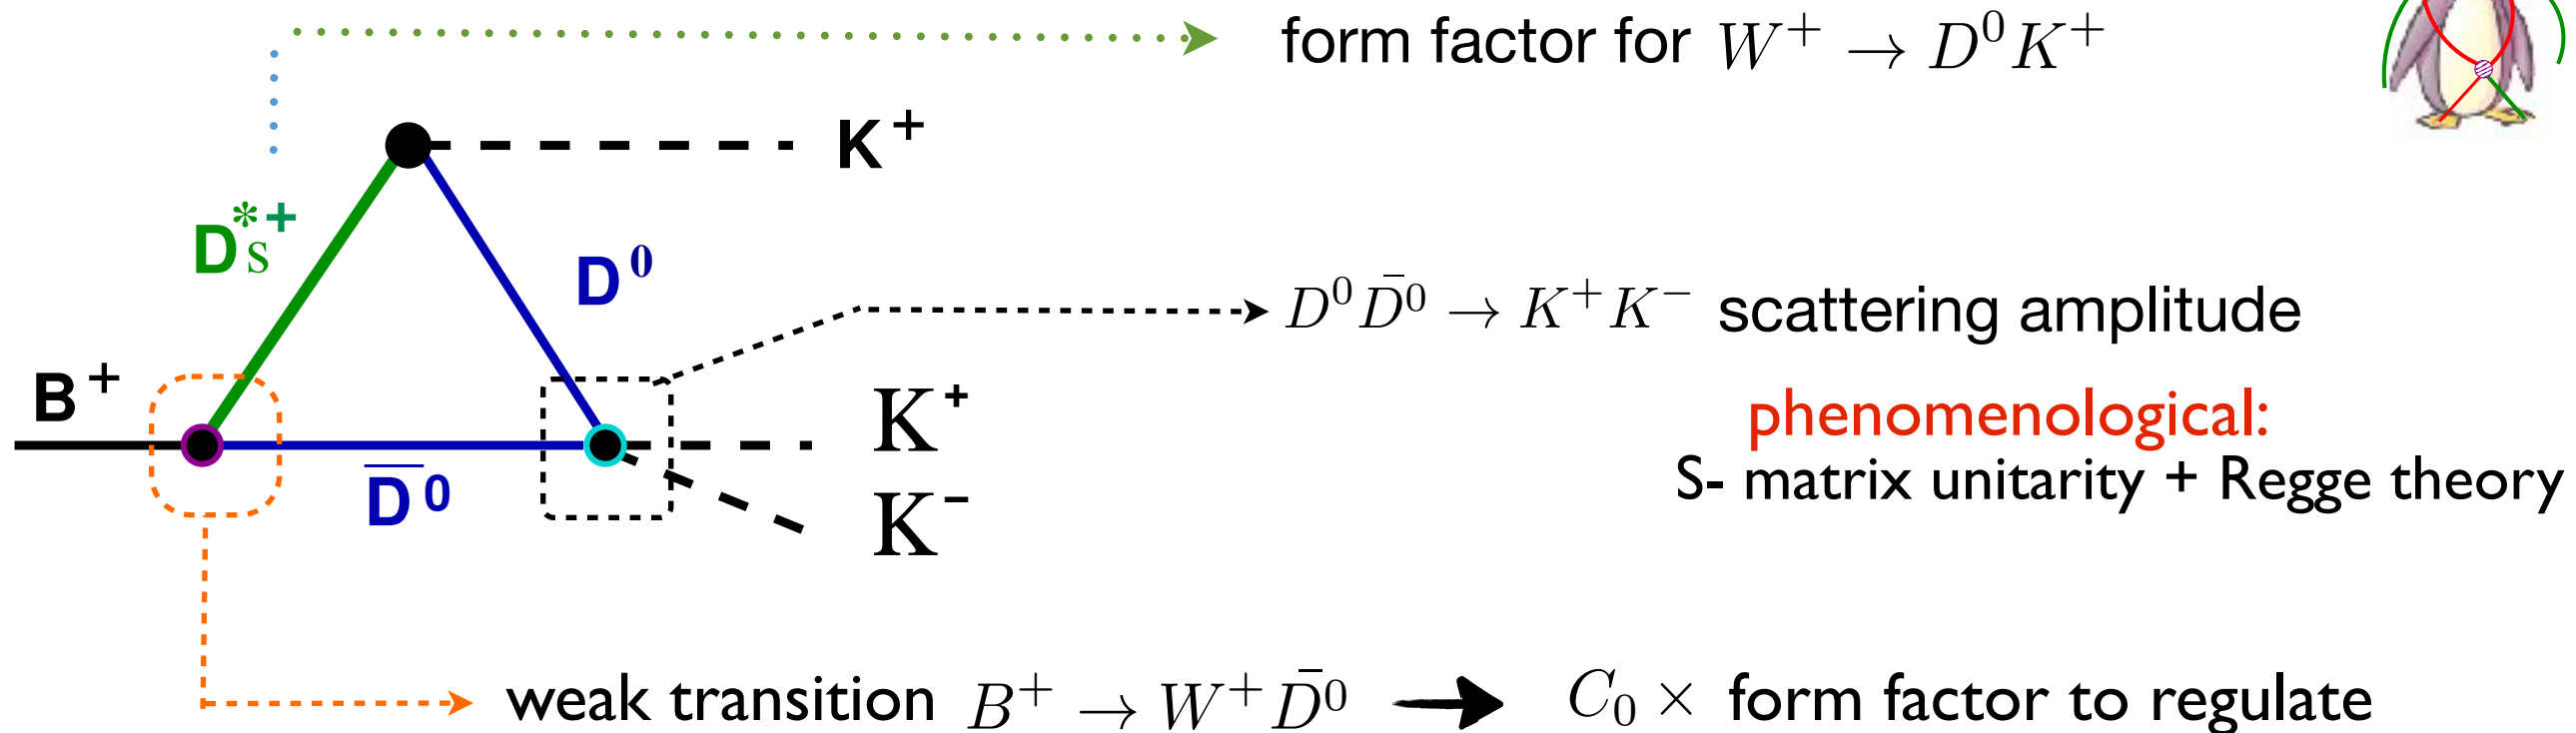 form factor for W⁺ → D⁰K⁺
K⁺
D*⁺s
D⁰
D⁰D̄⁰ → K⁺K⁻ scattering amplitude
B⁺
K⁺
phenomenological:
S- matrix unitarity + Regge theory
D̄⁰
K⁻
weak transition B⁺ → W⁺D̄⁰ → C₀ × form factor to regulate